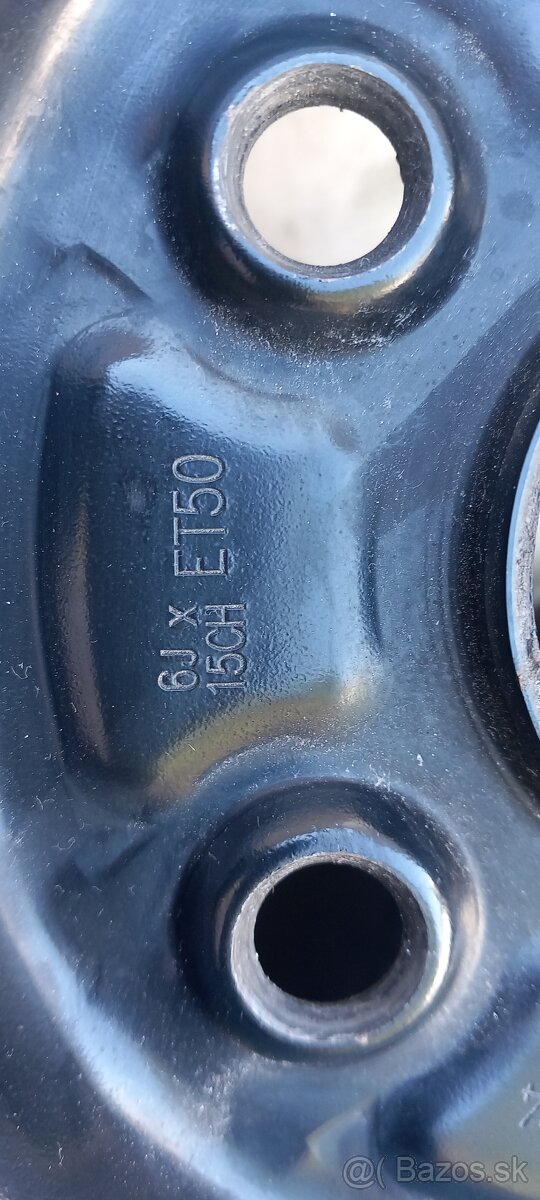 6J x
15CH ET50
@( Bazos.sk